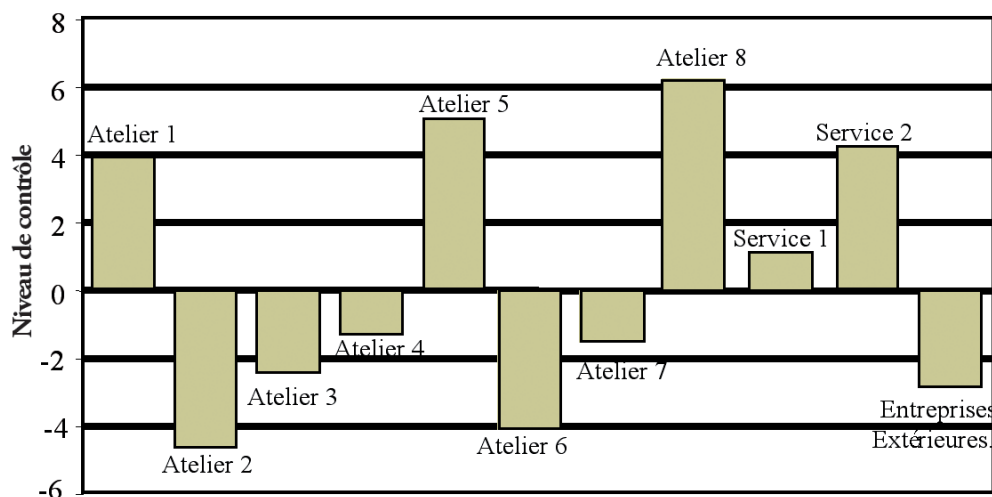 8
Atelier 8
6
Atelier 5
Atelier 1
Service 2
4
Niveau de contrôle
2
Service 1
0
Atelier 4
-2
Atelier 7
Atelier 3
Entreprises
-4
Extérieures.
Atelier 6
Atelier 2
-6